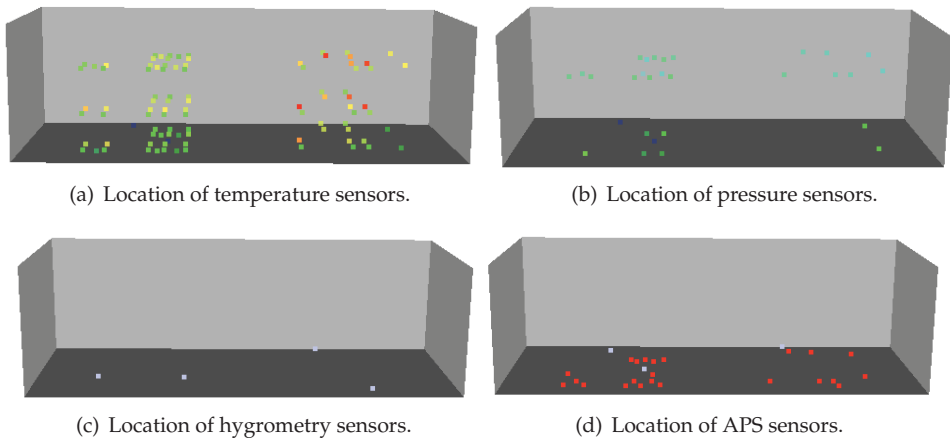 (a) Location of temperature sensors.
(b) Location of pressure sensors.
(c) Location of hygrometry sensors.
(d) Location of APS sensors.